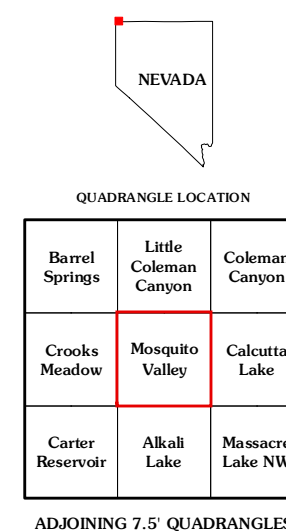 NEVADA
QUADRANGLE LOCATION
Barrel Springs
Little Coleman Canyon
Coleman Canyon
Crooks Meadow
Mosquito Valley
Calcutta Lake
Carter Reservoir
Alkali Lake
Massacre Lake NW
ADJOINING 7.5' QUADRANGLES